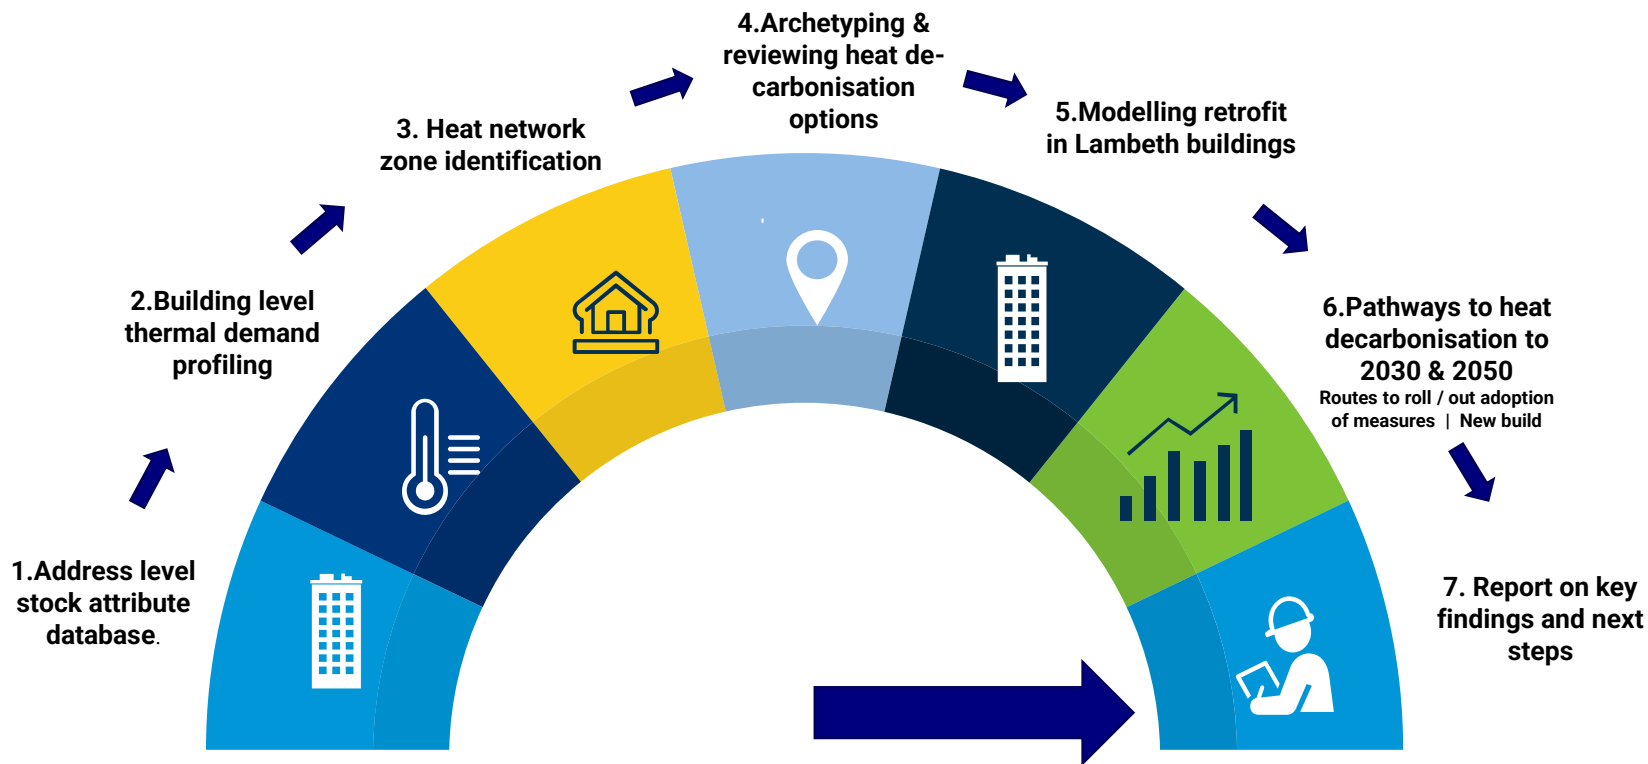 1.Address level
stock attribute
database.
2.Building level
thermal demand
profiling
3. Heat network
zone identification
4.Archetyping &
reviewing heat de-
carbonisation
options
5.Modelling retrofit
in Lambeth buildings
6.Pathways to heat
decarbonisation to
2030 & 2050
Routes to roll / out adoption
of measures | New build
7. Report on key
findings and next
steps